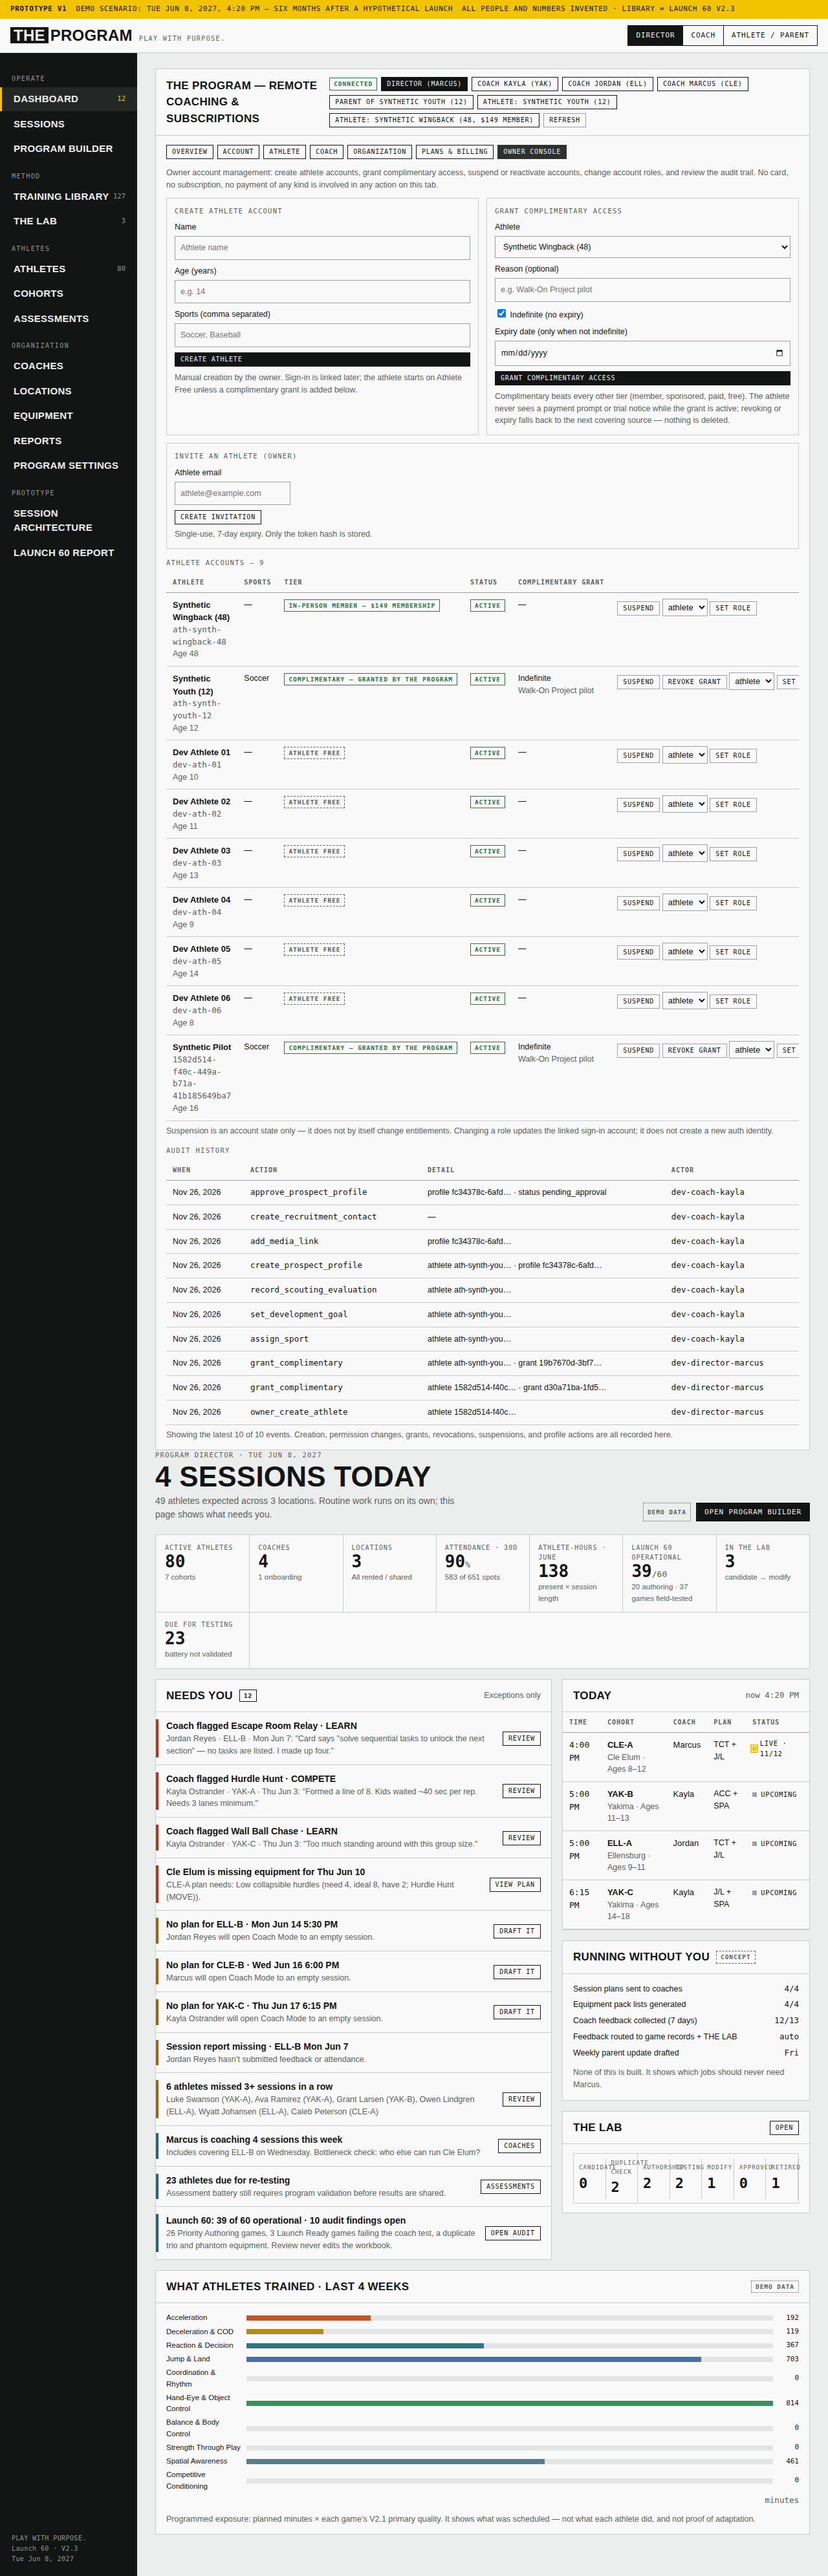 PROTOTYPE V1 DEMO SCENARIO: TUE JUN 8, 2027, 4:20 PM — SIX MONTHS AFTER A HYPOTHETICAL LAUNCH ALL PEOPLE AND NUMBERS INVENTED · LIBRARY = LAUNCH 60 V2.3
THE PROGRAM PLAY WITH PURPOSE.
DIRECTOR COACH ATHLETE / PARENT
OPERATE
DASHBOARD 12
SESSIONS
PROGRAM BUILDER
METHOD
TRAINING LIBRARY 127
THE LAB 3
ATHLETES
ATHLETES 80
COHORTS
ASSESSMENTS
ORGANIZATION
COACHES
LOCATIONS
EQUIPMENT
REPORTS
PROGRAM SETTINGS
PROTOTYPE
SESSION
ARCHITECTURE
LAUNCH 60 REPORT
PLAY WITH PURPOSE.
Launch 60 · V2.3
Tue Jun 8, 2027
THE PROGRAM — REMOTE
COACHING &
SUBSCRIPTIONS
CONNECTED DIRECTOR (MARCUS) COACH KAYLA (YAK) COACH JORDAN (ELL) COACH MARCUS (CLE)
PARENT OF SYNTHETIC YOUTH (12) ATHLETE: SYNTHETIC YOUTH (12)
ATHLETE: SYNTHETIC WINGBACK (48, $149 MEMBER) REFRESH
OVERVIEW ACCOUNT ATHLETE COACH ORGANIZATION PLANS & BILLING OWNER CONSOLE
Owner account management: create athlete accounts, grant complimentary access, suspend or reactivate accounts, change account roles, and review the audit trail. No card,
no subscription, no payment of any kind is involved in any action on this tab.
CREATE ATHLETE ACCOUNT
Name
Athlete name
Age (years)
e.g. 14
Sports (comma separated)
Soccer, Baseball
CREATE ATHLETE
Manual creation by the owner. Sign-in is linked later; the athlete starts on Athlete
Free unless a complimentary grant is added below.
GRANT COMPLIMENTARY ACCESS
Athlete
Synthetic Wingback (48)
Reason (optional)
e.g. Walk-On Project pilot
Indefinite (no expiry)
Expiry date (only when not indefinite)
mm/dd/yyyy
GRANT COMPLIMENTARY ACCESS
Complimentary beats every other tier (member, sponsored, paid, free). The athlete
never sees a payment prompt or trial notice while the grant is active; revoking or
expiry falls back to the next covering source — nothing is deleted.
INVITE AN ATHLETE (OWNER)
Athlete email
athlete@example.com
CREATE INVITATION
Single-use, 7-day expiry. Only the token hash is stored.
ATHLETE ACCOUNTS — 9
ATHLETE SPORTS TIER STATUS COMPLIMENTARY GRANT
Synthetic
Wingback (48)
ath-synth-
wingback-48
Age 48
— IN-PERSON MEMBER — $149 MEMBERSHIP ACTIVE — SUSPEND athlete SET ROLE
Synthetic
Youth (12)
ath-synth-
youth-12
Age 12
Soccer COMPLIMENTARY — GRANTED BY THE PROGRAM ACTIVE Indefinite
Walk-On Project pilot
SUSPEND REVOKE GRANT athlete SET
Dev Athlete 01
dev-ath-01
Age 10
— ATHLETE FREE ACTIVE — SUSPEND athlete SET ROLE
Dev Athlete 02
dev-ath-02
Age 11
— ATHLETE FREE ACTIVE — SUSPEND athlete SET ROLE
Dev Athlete 03
dev-ath-03
Age 13
— ATHLETE FREE ACTIVE — SUSPEND athlete SET ROLE
Dev Athlete 04
dev-ath-04
Age 9
— ATHLETE FREE ACTIVE — SUSPEND athlete SET ROLE
Dev Athlete 05
dev-ath-05
Age 14
— ATHLETE FREE ACTIVE — SUSPEND athlete SET ROLE
Dev Athlete 06
dev-ath-06
Age 8
— ATHLETE FREE ACTIVE — SUSPEND athlete SET ROLE
Synthetic Pilot
1582d514-
f40c-449a-
b71a-
41b185649ba7
Age 16
Soccer COMPLIMENTARY — GRANTED BY THE PROGRAM ACTIVE Indefinite
Walk-On Project pilot
SUSPEND REVOKE GRANT athlete SET
Suspension is an account state only — it does not by itself change entitlements. Changing a role updates the linked sign-in account; it does not create a new auth identity.
AUDIT HISTORY
WHEN ACTION DETAIL ACTOR
Nov 26, 2026 approve_prospect_profile profile fc34378c-6afd… · status pending_approval dev-coach-kayla
Nov 26, 2026 create_recruitment_contact — dev-coach-kayla
Nov 26, 2026 add_media_link profile fc34378c-6afd… dev-coach-kayla
Nov 26, 2026 create_prospect_profile athlete ath-synth-you… · profile fc34378c-6afd… dev-coach-kayla
Nov 26, 2026 record_scouting_evaluation athlete ath-synth-you… dev-coach-kayla
Nov 26, 2026 set_development_goal athlete ath-synth-you… dev-coach-kayla
Nov 26, 2026 assign_sport athlete ath-synth-you… dev-coach-kayla
Nov 26, 2026 grant_complimentary athlete ath-synth-you… · grant 19b7670d-3bf7… dev-director-marcus
Nov 26, 2026 grant_complimentary athlete 1582d514-f40c… · grant d30a71ba-1fd5… dev-director-marcus
Nov 26, 2026 owner_create_athlete athlete 1582d514-f40c… dev-director-marcus
Showing the latest 10 of 10 events. Creation, permission changes, grants, revocations, suspensions, and profile actions are all recorded here.
PROGRAM DIRECTOR · TUE JUN 8, 2027
4 SESSIONS TODAY
49 athletes expected across 3 locations. Routine work runs on its own; this
page shows what needs you.
DEMO DATA OPEN PROGRAM BUILDER
ACTIVE ATHLETES
80
7 cohorts
COACHES
4
1 onboarding
LOCATIONS
3
All rented / shared
ATTENDANCE · 30D
90%
583 of 651 spots
ATHLETE-HOURS ·
JUNE
138
present × session
length
LAUNCH 60
OPERATIONAL
39/60
20 authoring · 37
games field-tested
IN THE LAB
3
candidate → modify
DUE FOR TESTING
23
battery not validated
NEEDS YOU 12 Exceptions only
Coach flagged Escape Room Relay · LEARN
Jordan Reyes · ELL-B · Mon Jun 7: "Card says "solve sequential tasks to unlock the next
section" — no tasks are listed. I made up four."
REVIEW
Coach flagged Hurdle Hunt · COMPETE
Kayla Ostrander · YAK-A · Thu Jun 3: "Formed a line of 8. Kids waited ~40 sec per rep.
Needs 3 lanes minimum."
REVIEW
Coach flagged Wall Ball Chase · LEARN
Kayla Ostrander · YAK-C · Thu Jun 3: "Too much standing around with this group size."
REVIEW
Cle Elum is missing equipment for Thu Jun 10
CLE-A plan needs: Low collapsible hurdles (need 4, ideal 8, have 2; Hurdle Hunt
(MOVE)).
VIEW PLAN
No plan for ELL-B · Mon Jun 14 5:30 PM
Jordan Reyes will open Coach Mode to an empty session.
DRAFT IT
No plan for CLE-B · Wed Jun 16 6:00 PM
Marcus will open Coach Mode to an empty session.
DRAFT IT
No plan for YAK-C · Thu Jun 17 6:15 PM
Kayla Ostrander will open Coach Mode to an empty session.
DRAFT IT
Session report missing · ELL-B Mon Jun 7
Jordan Reyes hasn't submitted feedback or attendance.
6 athletes missed 3+ sessions in a row
Luke Swanson (YAK-A), Ava Ramirez (YAK-A), Grant Larsen (YAK-B), Owen Lindgren
(ELL-A), Wyatt Johansen (ELL-A), Caleb Peterson (CLE-A)
REVIEW
Marcus is coaching 4 sessions this week
Includes covering ELL-B on Wednesday. Bottleneck check: who else can run Cle Elum?
COACHES
23 athletes due for re-testing
Assessment battery still requires program validation before results are shared.
ASSESSMENTS
Launch 60: 39 of 60 operational · 10 audit findings open
26 Priority Authoring games, 3 Launch Ready games failing the coach test, a duplicate
trio and phantom equipment. Review never edits the workbook.
OPEN AUDIT
TODAY now 4:20 PM
TIME COHORT COACH PLAN STATUS
4:00
PM
CLE-A
Cle Elum ·
Ages 8–12
Marcus TCT +
J/L
LIVE ·
11/12
5:00
PM
YAK-B
Yakima · Ages
11–13
Kayla ACC +
SPA
UPCOMING
5:00
PM
ELL-A
Ellensburg ·
Ages 9–11
Jordan TCT +
J/L
UPCOMING
6:15
PM
YAK-C
Yakima · Ages
14–18
Kayla J/L +
SPA
UPCOMING
RUNNING WITHOUT YOU CONCEPT
Session plans sent to coaches 4/4
Equipment pack lists generated 4/4
Coach feedback collected (7 days) 12/13
Feedback routed to game records + THE LAB auto
Weekly parent update drafted Fri
None of this is built. It shows which jobs should never need
Marcus.
THE LAB OPEN
CANDIDATE
0
DUPLICATE
CHECK
2
AUTHORSHIP
2
TESTING
2
MODIFY
1
APPROVED
0
RETIRED
1
WHAT ATHLETES TRAINED · LAST 4 WEEKS DEMO DATA
Acceleration 192
Deceleration & COD 119
Reaction & Decision 367
Jump & Land 703
Coordination &
Rhythm
0
Hand-Eye & Object
Control
814
Balance & Body
Control
0
Strength Through Play 0
Spatial Awareness 461
Competitive
Conditioning
0
minutes
Programmed exposure: planned minutes × each game's V2.1 primary quality. It shows what was scheduled — not what each athlete did, and not proof of adaptation.